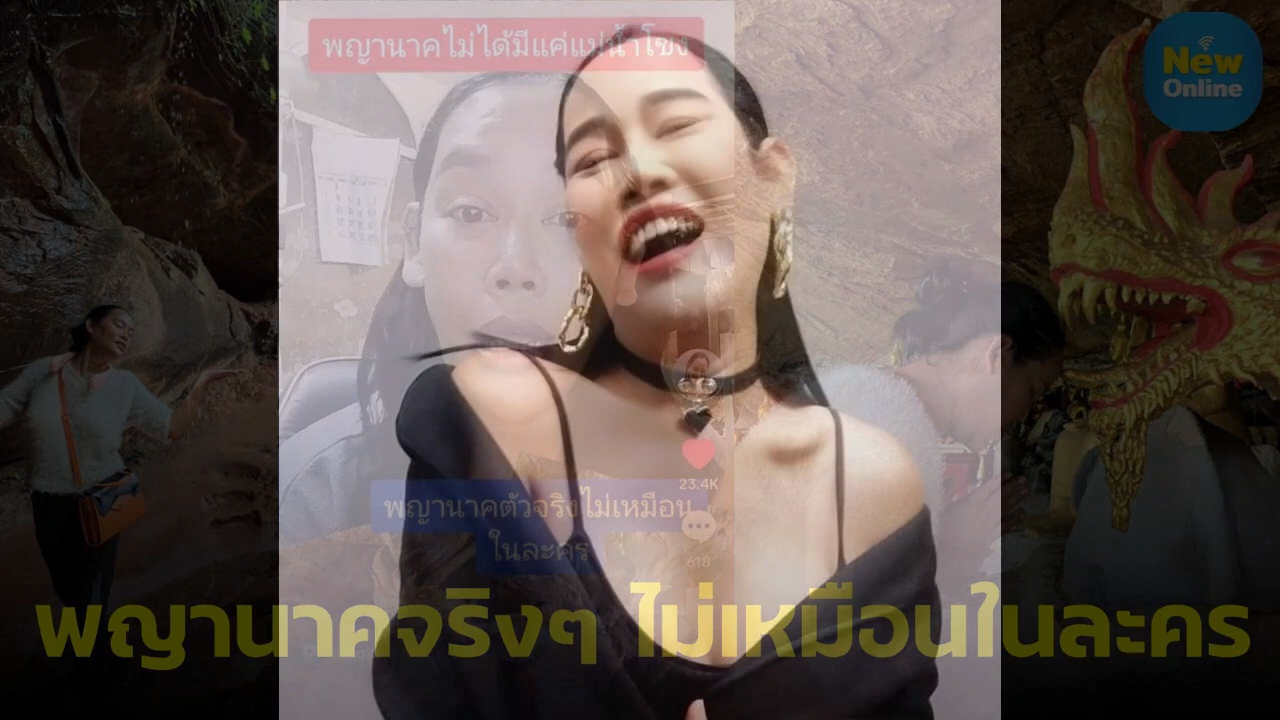 พญานาคไม่ได้มีแค่แม่น้ำโขง
New
Online
23.4K
พญานาคตัวจริงไม่เหมือน
ในละคร
618
พญานาคจริงๆ ไม่เหมือนในละคร